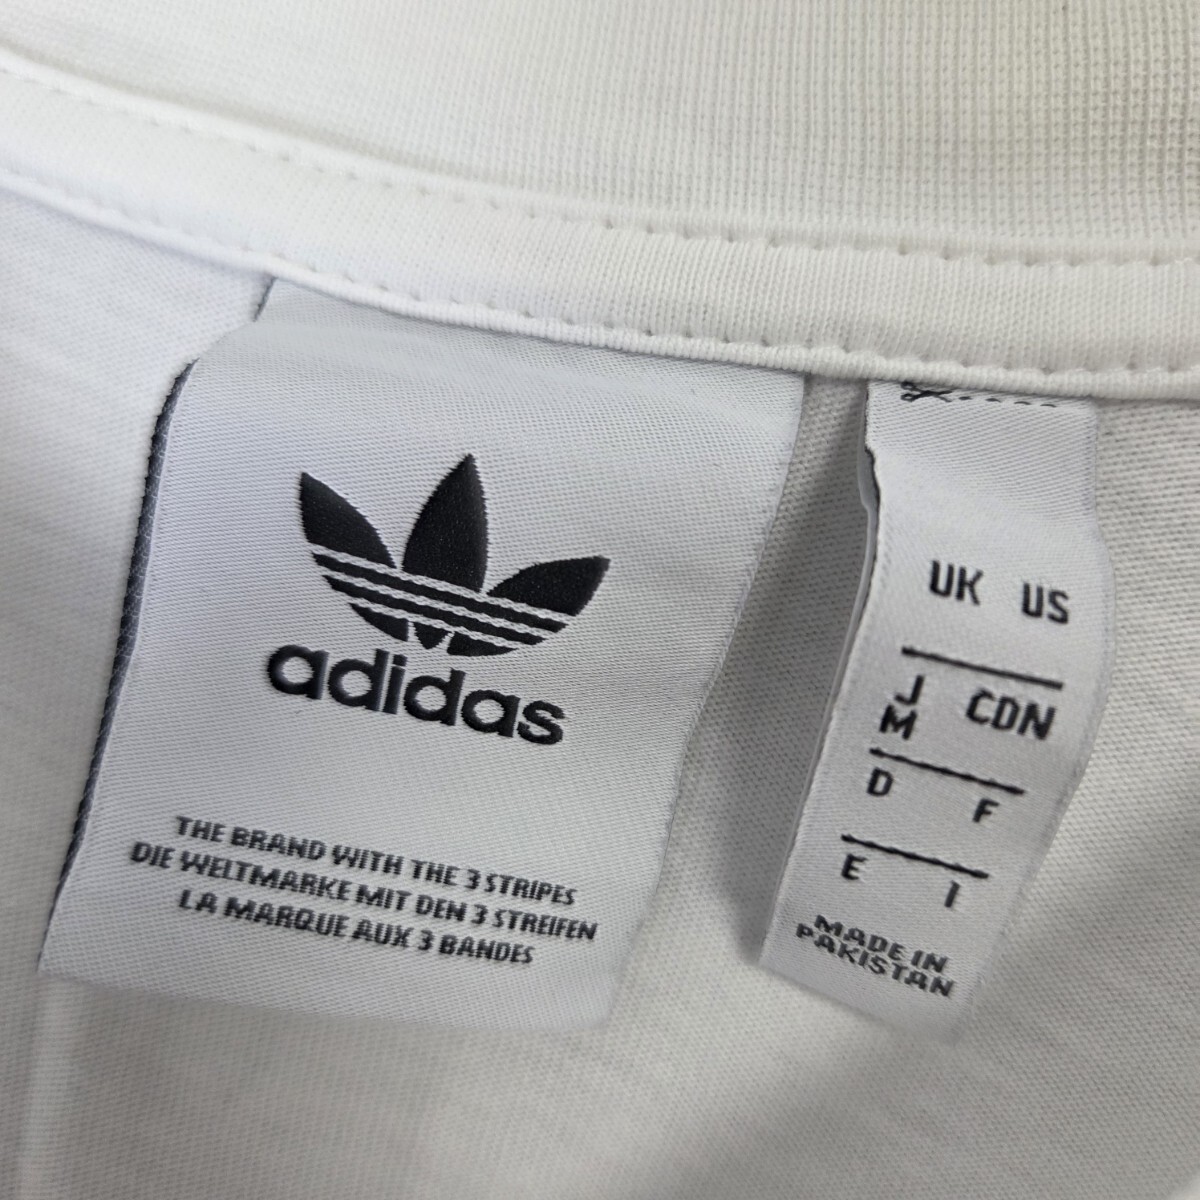 adidas
THE BRAND WITH THE 3 STRIPES
DIE WELTMARKE MIT DEN 3 STREIFEN
LA MARQUE AUX 3 BANDES
UK US
J CDN
M
D F
E I
MADE IN
PAKISTAN